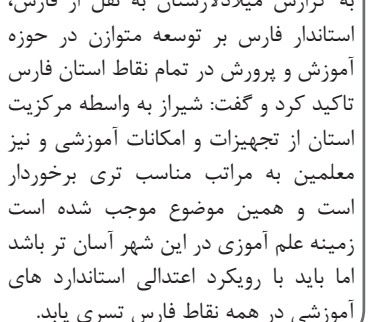 به گزارش میلادلارستان به نقل از فارس،
استاندار فارس بر توسعه متوازن در حوزه
آموزش و پرورش در تمام نقاط استان فارس
تاکید کرد و گفت: شیراز به واسطه مرکزیت
استان از تجهیزات و امکانات آموزشی و نیز
معلمین به مراتب مناسب تری برخوردار
است و همین موضوع موجب شده است
زمینه علم آموزی در این شهر آسان تر باشد
اما باید با رویکرد اعتدالی استاندارد های
آموزشی در همه نقاط فارس تسری یابد.